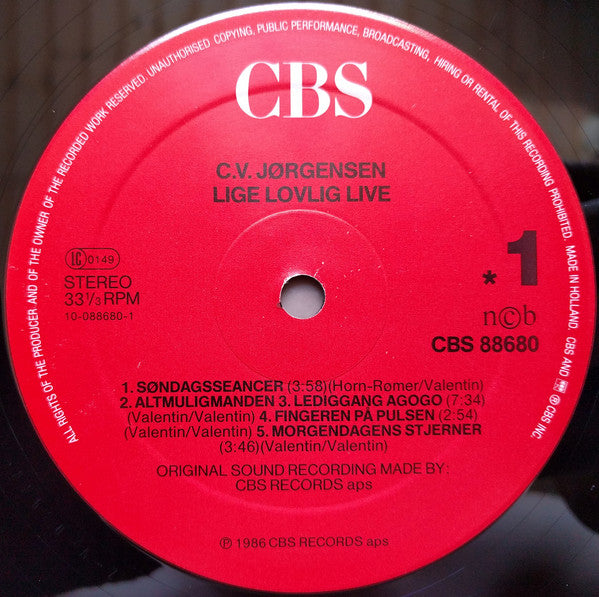 ALL RIGHTS OF THE PRODUCER AND OF THE OWNER OF THE RECORDED WORK RESERVED. UNAUTHORISED COPYING, PUBLIC PERFORMANCE, BROADCASTING, HIRING OR RENTAL OF THIS RECORDING PROHIBITED. MADE IN HOLLAND. CBS AND ® CBS INC.
CBS
C.V. JØRGENSEN
LIGE LOVLIG LIVE
LC 0149
STEREO
33 1/3 RPM
10-088680-1
*1
n©b
CBS 88680
1. SØNDAGSSEANCER (3:58)(Horn-Rømer/Valentin)
2. ALTMULIGMANDEN 3. LEDIGGANG AGOGO (7:34)
(Valentin/Valentin) 4. FINGEREN PÅ PULSEN (2:54)
(Valentin/Valentin) 5. MORGENDAGENS STJERNER
(3:46)(Valentin/Valentin)
ORIGINAL SOUND RECORDING MADE BY:
CBS RECORDS aps
℗ 1986 CBS RECORDS aps